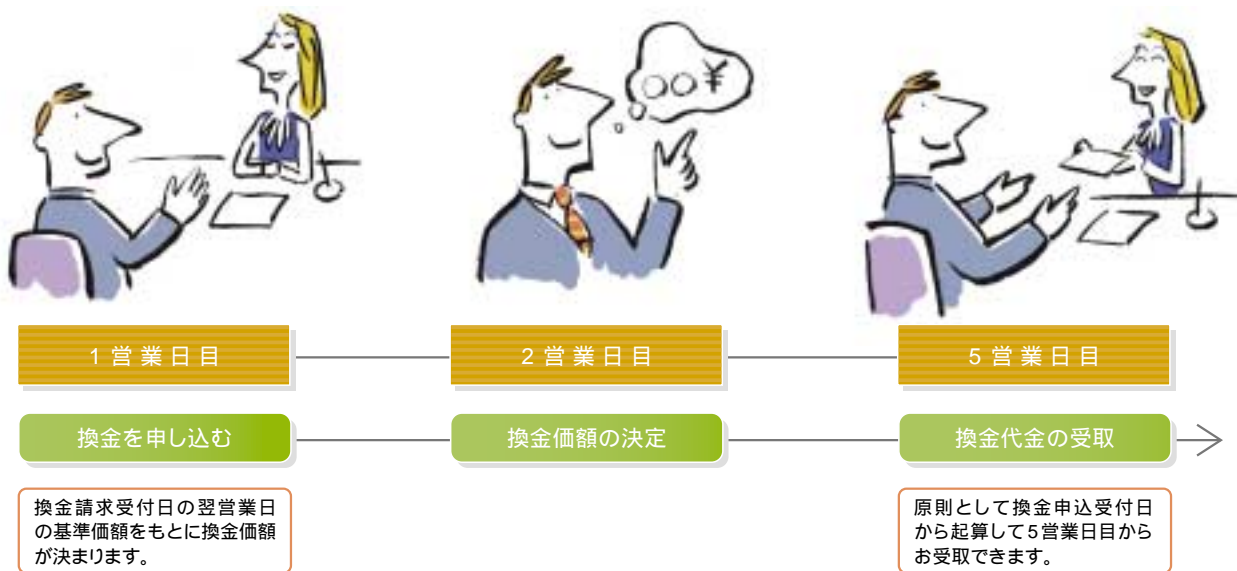 ○○¥
1営業日目
2営業日目
5営業日目
換金を申し込む
換金価額の決定
換金代金の受取
換金請求受付日の翌営業日
の基準価額をもとに換金価額
が決まります。
原則として換金申込受付日
から起算して5営業日目から
お受取できます。